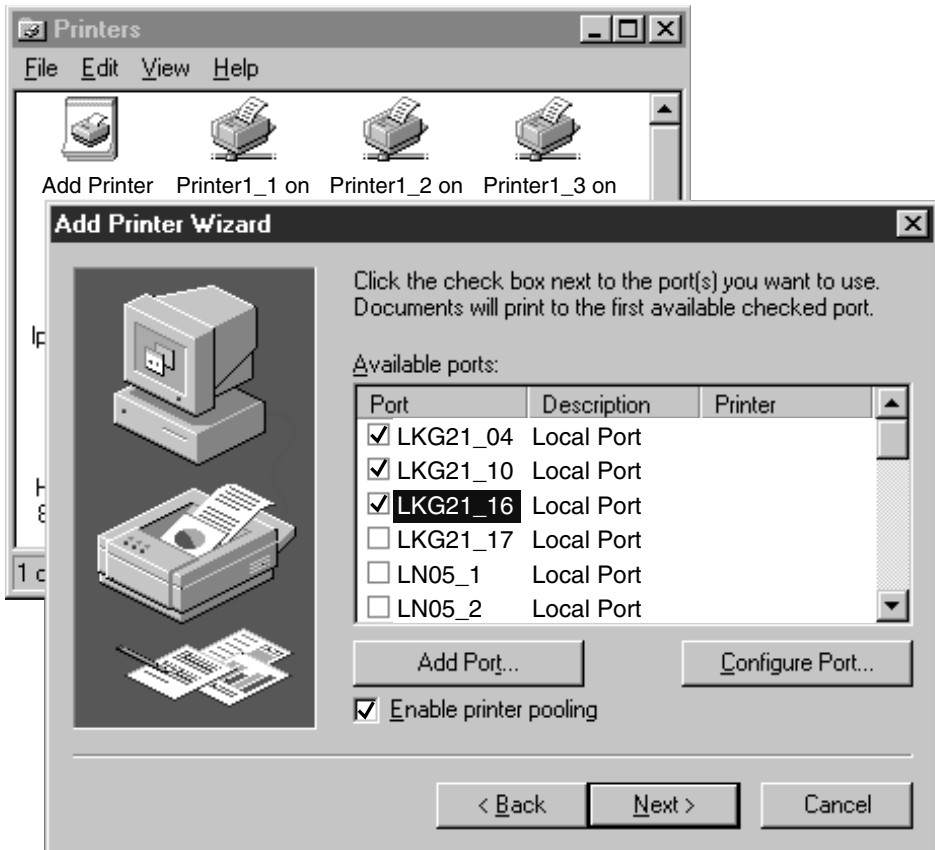 Printers
File Edit View Help
Add Printer Printer1_1 on Printer1_2 on Printer1_3 on
Add Printer Wizard
Click the check box next to the port(s) you want to use.
Documents will print to the first available checked port.
Available ports:
Port Description Printer
LKG21_04 Local Port
LKG21_10 Local Port
LKG21_16 Local Port
LKG21_17 Local Port
LN05_1 Local Port
LN05_2 Local Port
Add Port... Configure Port...
Enable printer pooling
< Back Next > Cancel